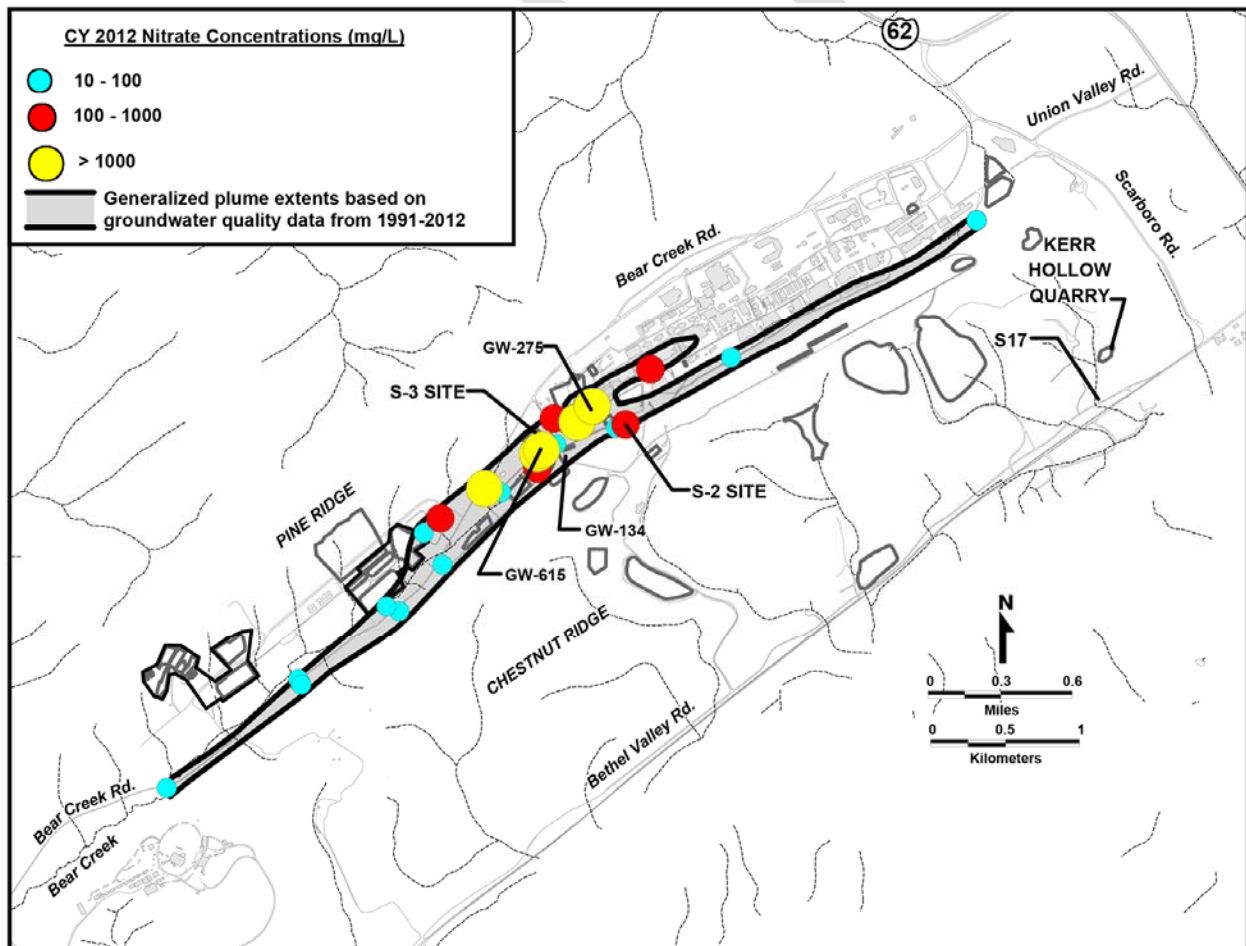 CY 2012 Nitrate Concentrations (mg/L)
10 - 100
100 - 1000
> 1000
Generalized plume extents based on
groundwater quality data from 1991-2012
62
Union Valley Rd.
Scarboro Rd.
Bear Creek Rd.
KERR
HOLLOW
QUARRY
S17
GW-275
S-3 SITE
S-2 SITE
GW-134
GW-615
PINE RIDGE
CHESTNUT RIDGE
Bethel Valley Rd.
N
0 0.3 0.6
Miles
0 0.5 1
Kilometers
Bear Creek Rd.
Bear Creek